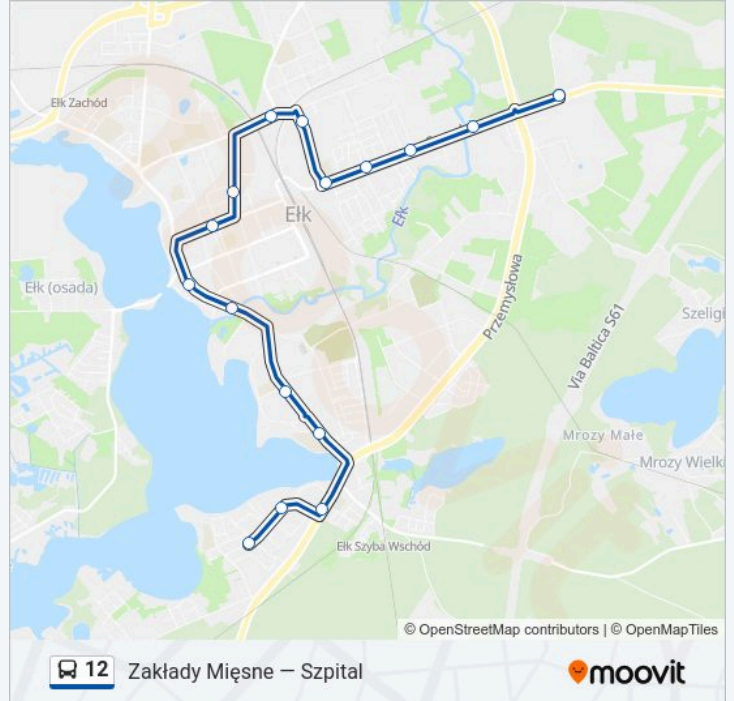 Ełk Zachód
Ełk
Ełk
Ełk (osada)
Przemysłowa
Via Baltica S61
Szeligi
Mrozy Małe
Mrozy Wielki
Ełk Szyba Wschód
© OpenStreetMap contributors | © OpenMapTiles
12 Zakłady Mięsne — Szpital
moovit